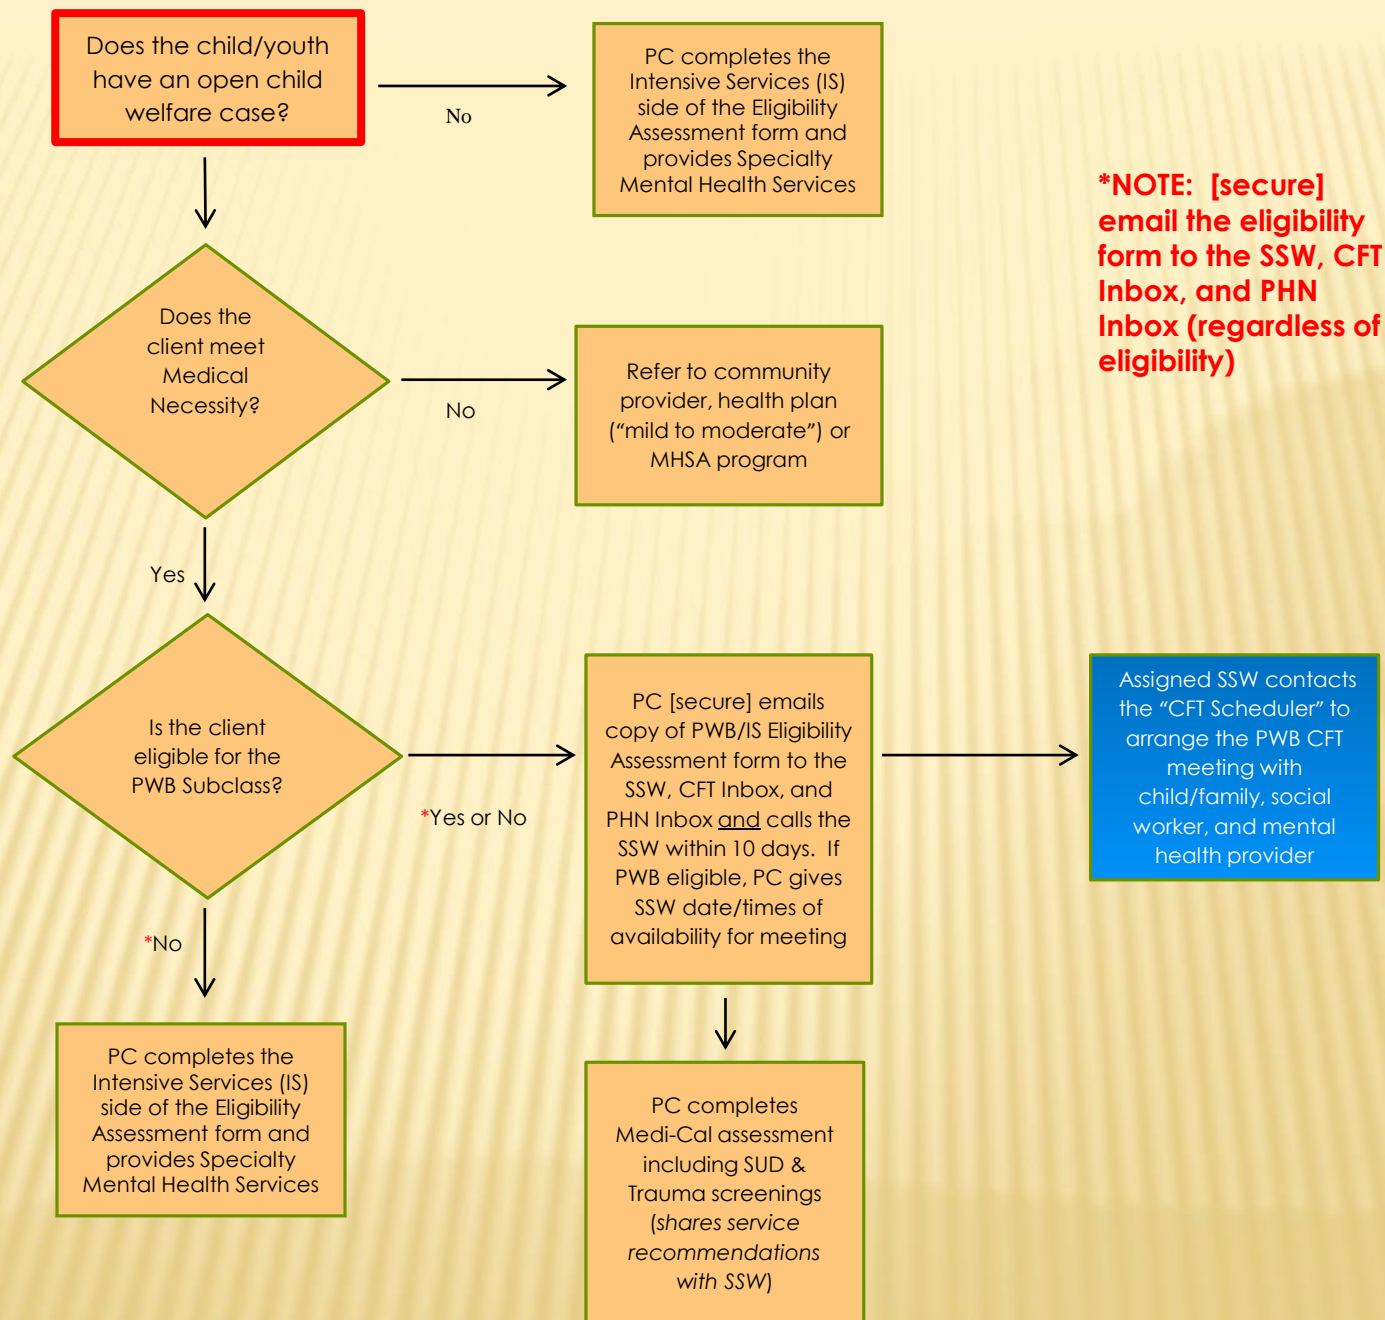 Does the child/youth
have an open child
welfare case?
No
PC completes the
Intensive Services (IS)
side of the Eligibility
Assessment form and
provides Specialty
Mental Health Services
*NOTE:  [secure]
email the eligibility
form to the SSW, CFT
Inbox, and PHN
Inbox (regardless of
eligibility)
Does the
client meet
Medical
Necessity?
No
Refer to community
provider, health plan
(“mild to moderate”) or
MHSA program
Yes
Is the client
eligible for the
PWB Subclass?
*Yes or No
PC [secure] emails
copy of PWB/IS Eligibility
Assessment form to the
SSW, CFT Inbox, and
PHN Inbox and calls the
SSW within 10 days.  If
PWB eligible, PC gives
SSW date/times of
availability for meeting
Assigned SSW contacts
the “CFT Scheduler” to
arrange the PWB CFT
meeting with
child/family, social
worker, and mental
health provider
*No
PC completes the
Intensive Services (IS)
side of the Eligibility
Assessment form and
provides Specialty
Mental Health Services
PC completes
Medi-Cal assessment
including SUD &
Trauma screenings
(shares service
recommendations
with SSW)